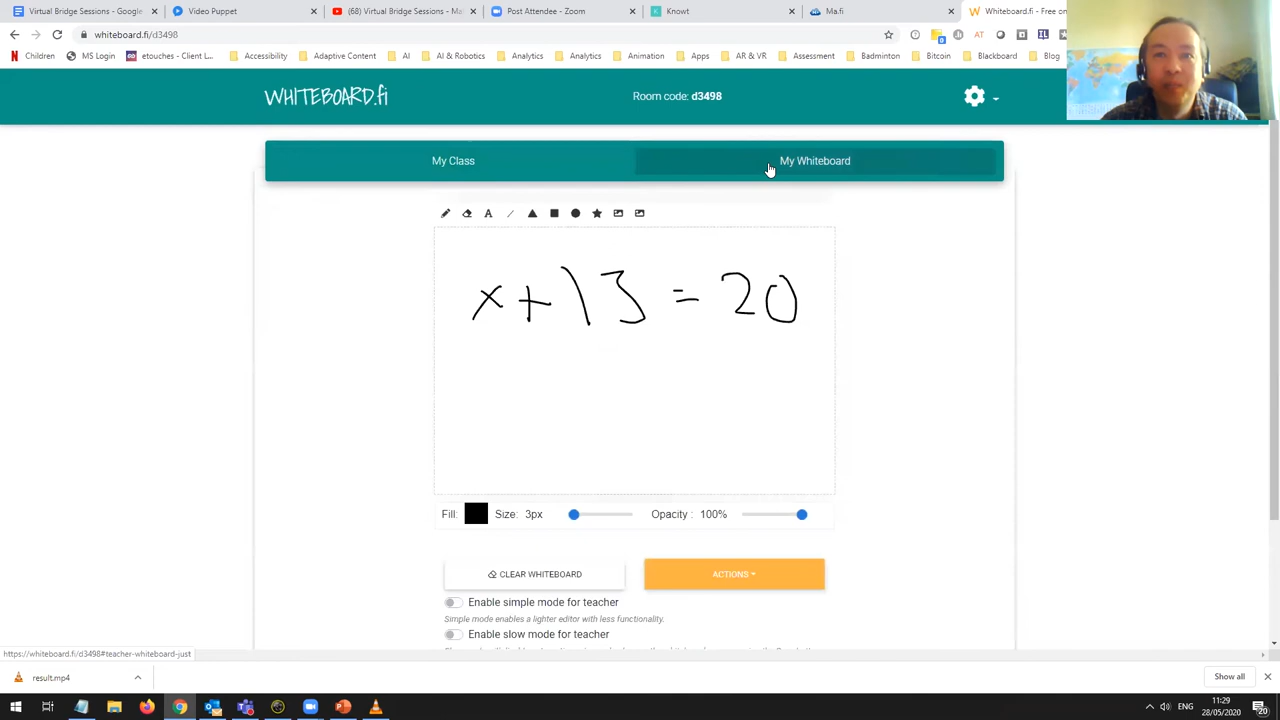 Virtual Bridge Sessions - Google
Video Puppet
(68) Virtual Bridge Sessions - Ma
Post Attendee - Zoom
Knowt
Ma.fi
Whiteboard.fi - Free on
whiteboard.fi/d3498
Children
MS Login
etouches - Client L...
Accessibility
Adaptive Content
AI
AI & Robotics
Analytics
Analytics
Animation
Apps
AR & VR
Assessment
Badminton
Bitcoin
Blackboard
Blog
WHITEBOARD.fi
Room code: d3498
My Class
My Whiteboard
x+13=20
Fill:
Size: 3px
Opacity : 100%
CLEAR WHITEBOARD
ACTIONS
Enable simple mode for teacher
Simple mode enables a lighter editor with less functionality.
Enable slow mode for teacher
https://whiteboard.fi/d3498#teacher-whiteboard-just
result.mp4
Show all
ENG
11:29
28/05/2020
20